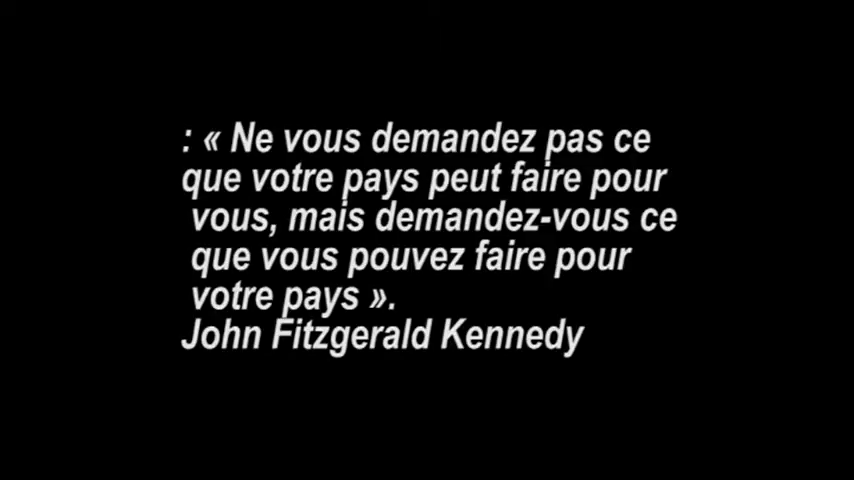 : « Ne vous demandez pas ce
que votre pays peut faire pour
vous, mais demandez-vous ce
que vous pouvez faire pour
votre pays ».
John Fitzgerald Kennedy